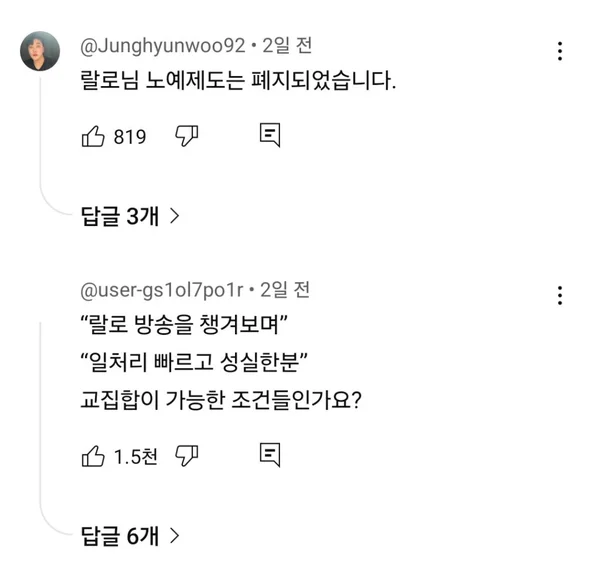 @Junghyunwoo92 • 2일 전
랄로님 노예제도는 폐지되었습니다.
819
답글 3개 >
@user-gs1ol7po1r • 2일 전
“랄로 방송을 챙겨보며”
“일처리 빠르고 성실한분”
교집합이 가능한 조건들인가요?
1.5천
답글 6개 >